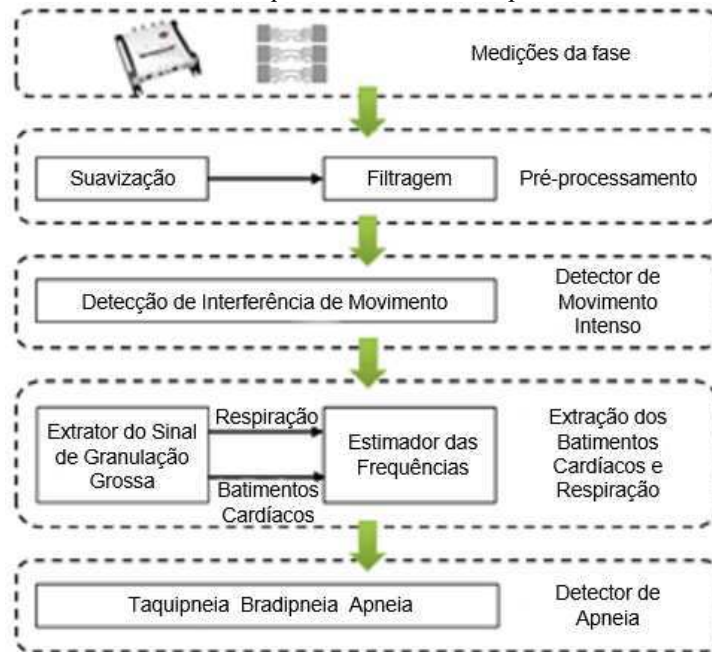 Medições da fase
Suavização
Filtragem
Pré-processamento
Detecção de Interferência de Movimento
Detector de
Movimento
Intenso
Extrator do Sinal
de Granulação
Grossa
Respiração
Batimentos
Cardíacos
Estimador das
Frequências
Extração dos
Batimentos
Cardíacos e
Respiração
Taquipneia Bradipneia Apneia
Detector de
Apneia